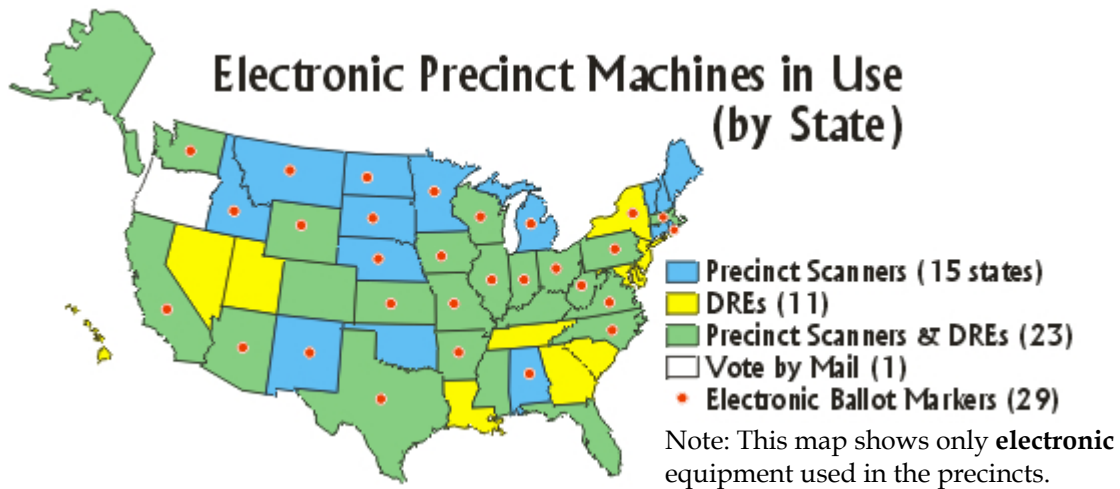 Electronic Precinct Machines in Use
(by State)
Precinct Scanners (15 states)
DREs (11)
Precinct Scanners & DREs (23)
Vote by Mail (1)
Electronic Ballot Markers (29)
Note: This map shows only electronic
equipment used in the precincts.